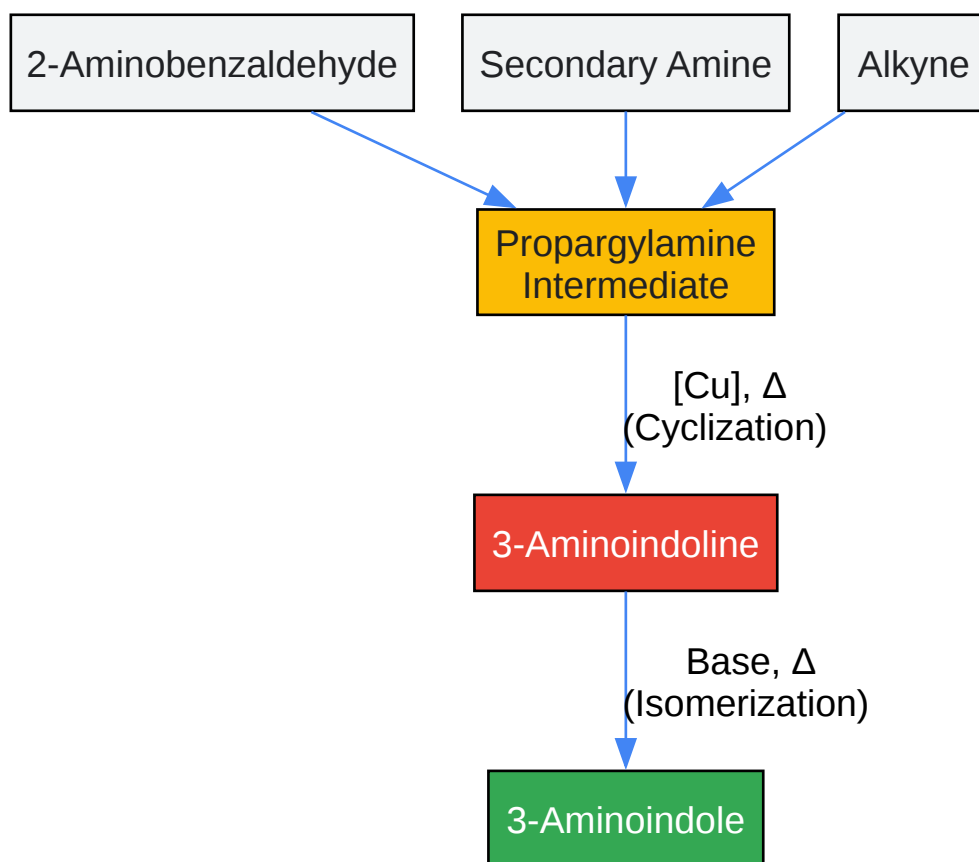 2-Aminobenzaldehyde
Secondary Amine
Alkyne
Propargylamine
Intermediate
[Cu], Δ
(Cyclization)
3-Aminoindoline
Base, Δ
(Isomerization)
3-Aminoindole